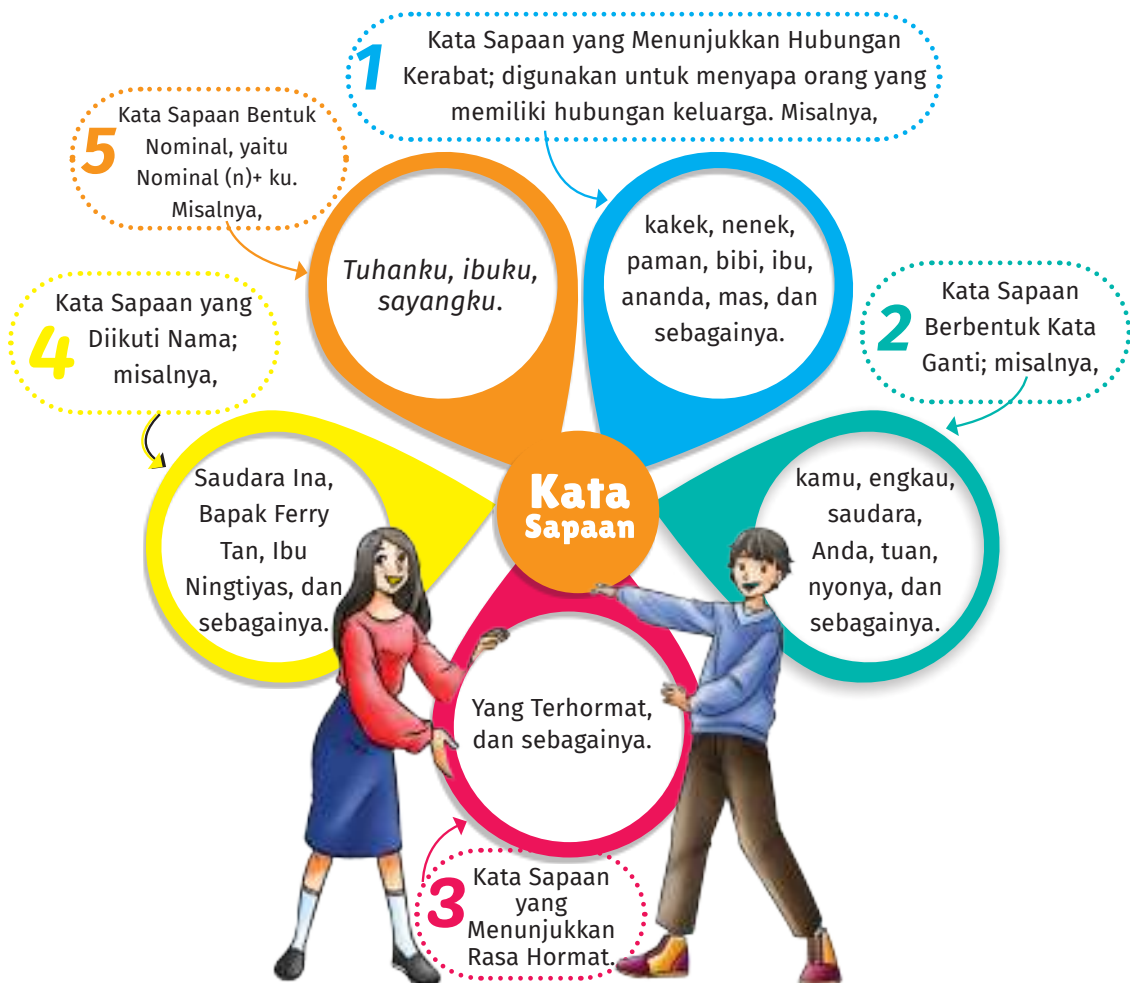 Kata
Sapaan
1
Kata Sapaan yang Menunjukkan Hubungan
Kerabat; digunakan untuk menyapa orang yang
memiliki hubungan keluarga. Misalnya,
kakek, nenek,
paman, bibi, ibu,
ananda, mas, dan
sebagainya.
2
Kata Sapaan
Berbentuk Kata
Ganti; misalnya,
kamu, engkau,
saudara,
Anda, tuan,
nyonya, dan
sebagainya.
3
Kata Sapaan
yang
Menunjukkan
Rasa Hormat.
Yang Terhormat,
dan sebagainya.
4
Kata Sapaan yang
Diikuti Nama;
misalnya,
Saudara Ina,
Bapak Ferry
Tan, Ibu
Ningtiyas, dan
sebagainya.
5
Kata Sapaan Bentuk
Nominal, yaitu
Nominal (n)+ ku.
Misalnya,
Tuhanku, ibuku,
sayangku.